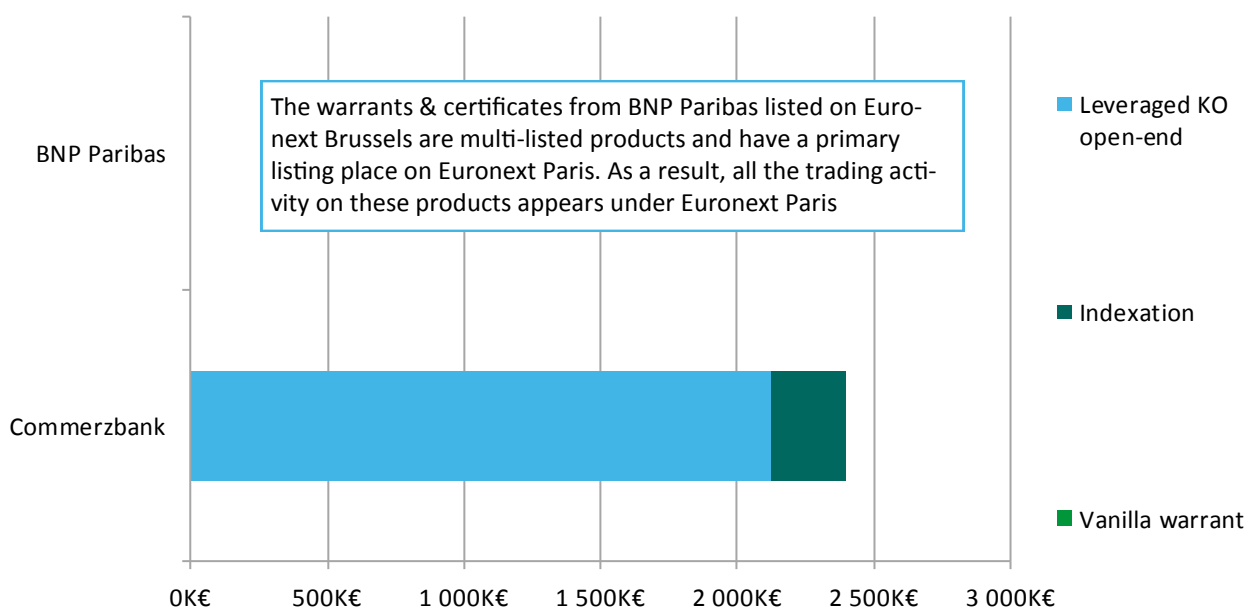 The warrants & certificates from BNP Paribas listed on Euro-
next Brussels are multi-listed products and have a primary
listing place on Euronext Paris. As a result, all the trading acti-
vity on these products appears under Euronext Paris
BNP Paribas
Commerzbank
0K€ 500K€ 1 000K€ 1 500K€ 2 000K€ 2 500K€ 3 000K€
Leveraged KO
open-end
Indexation
Vanilla warrant